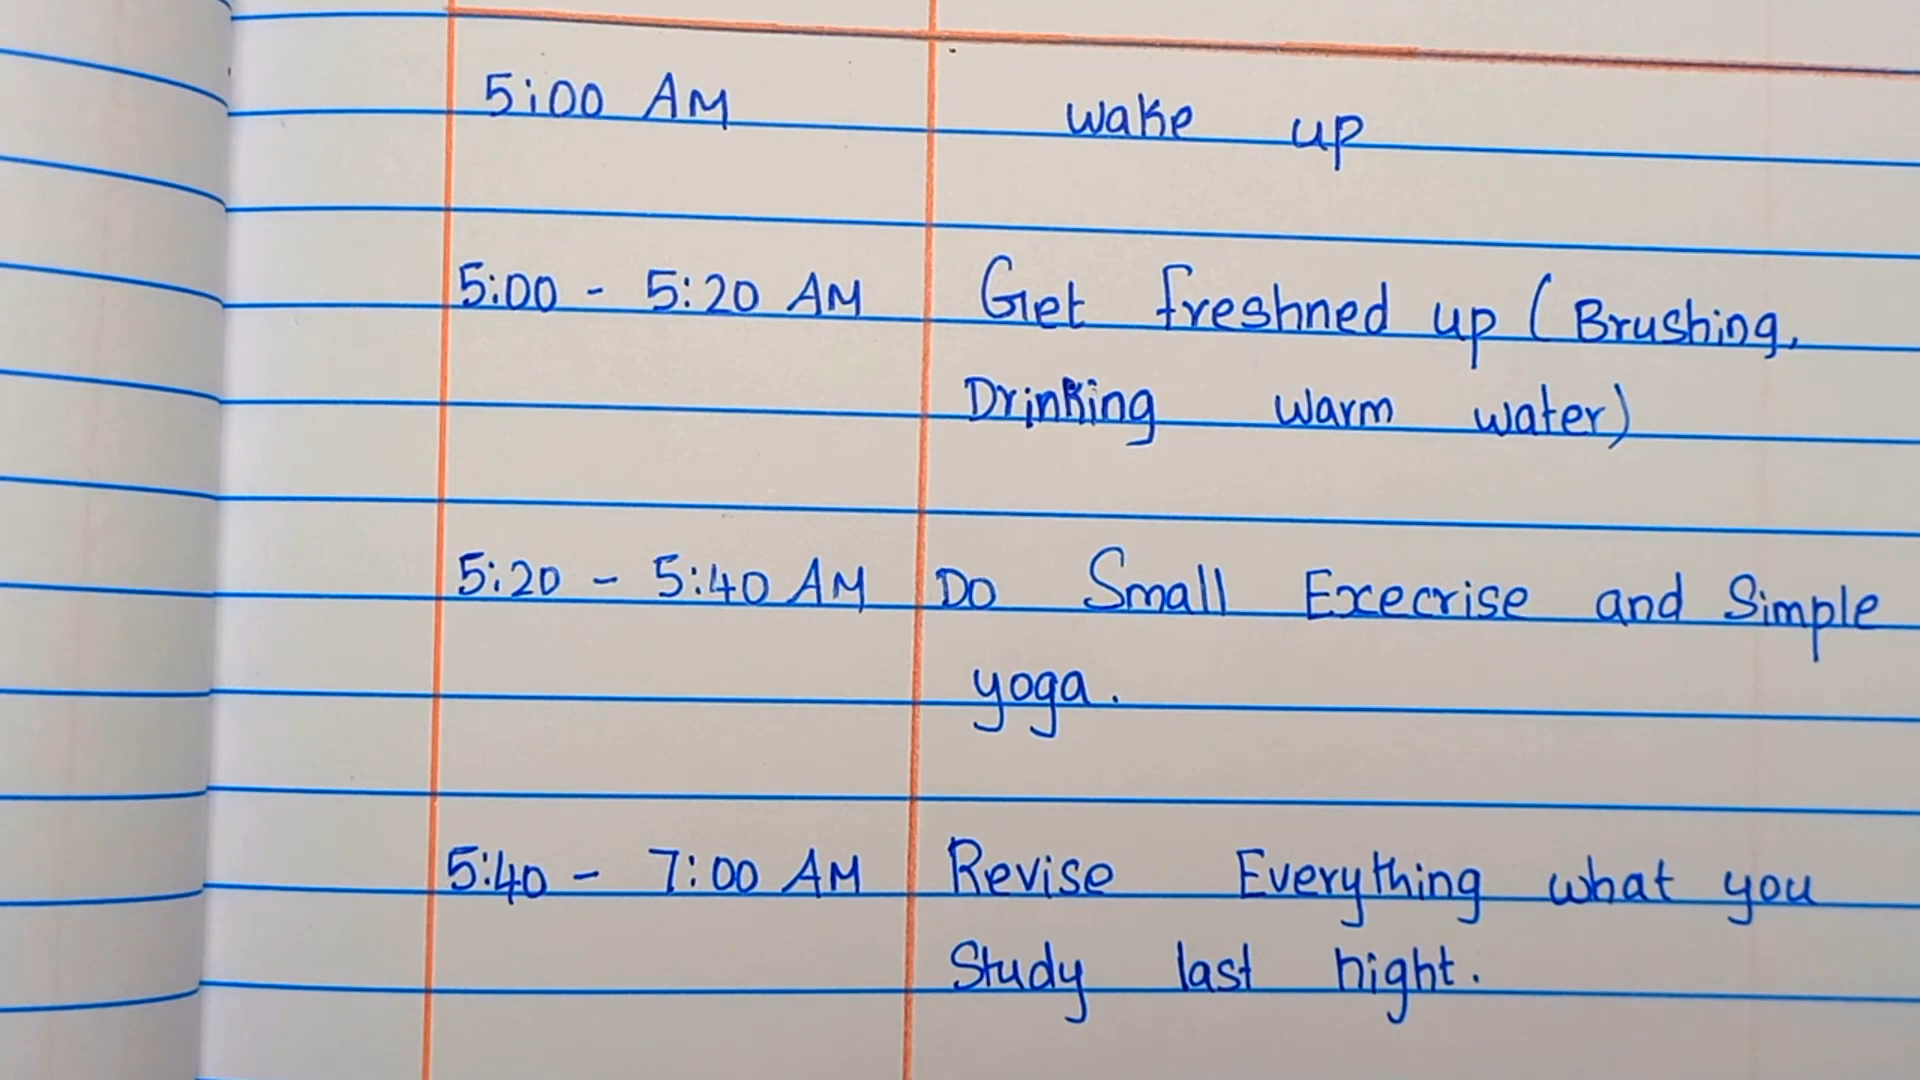 5:00 AM wake up
5:00 - 5:20 AM Get freshned up (Brushing,
Drinking warm water)
5:20 - 5:40 AM Do Small Execrise and Simple
yoga.
5:40 - 7:00 AM Revise Everything what you
Study last night.